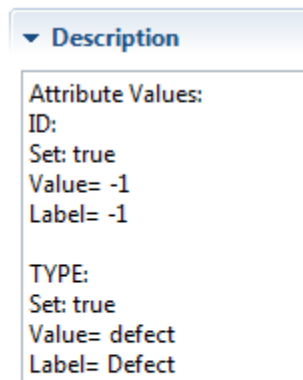 Description
Attribute Values:
ID:
Set: true
Value= -1
Label= -1
TYPE:
Set: true
Value= defect
Label= Defect